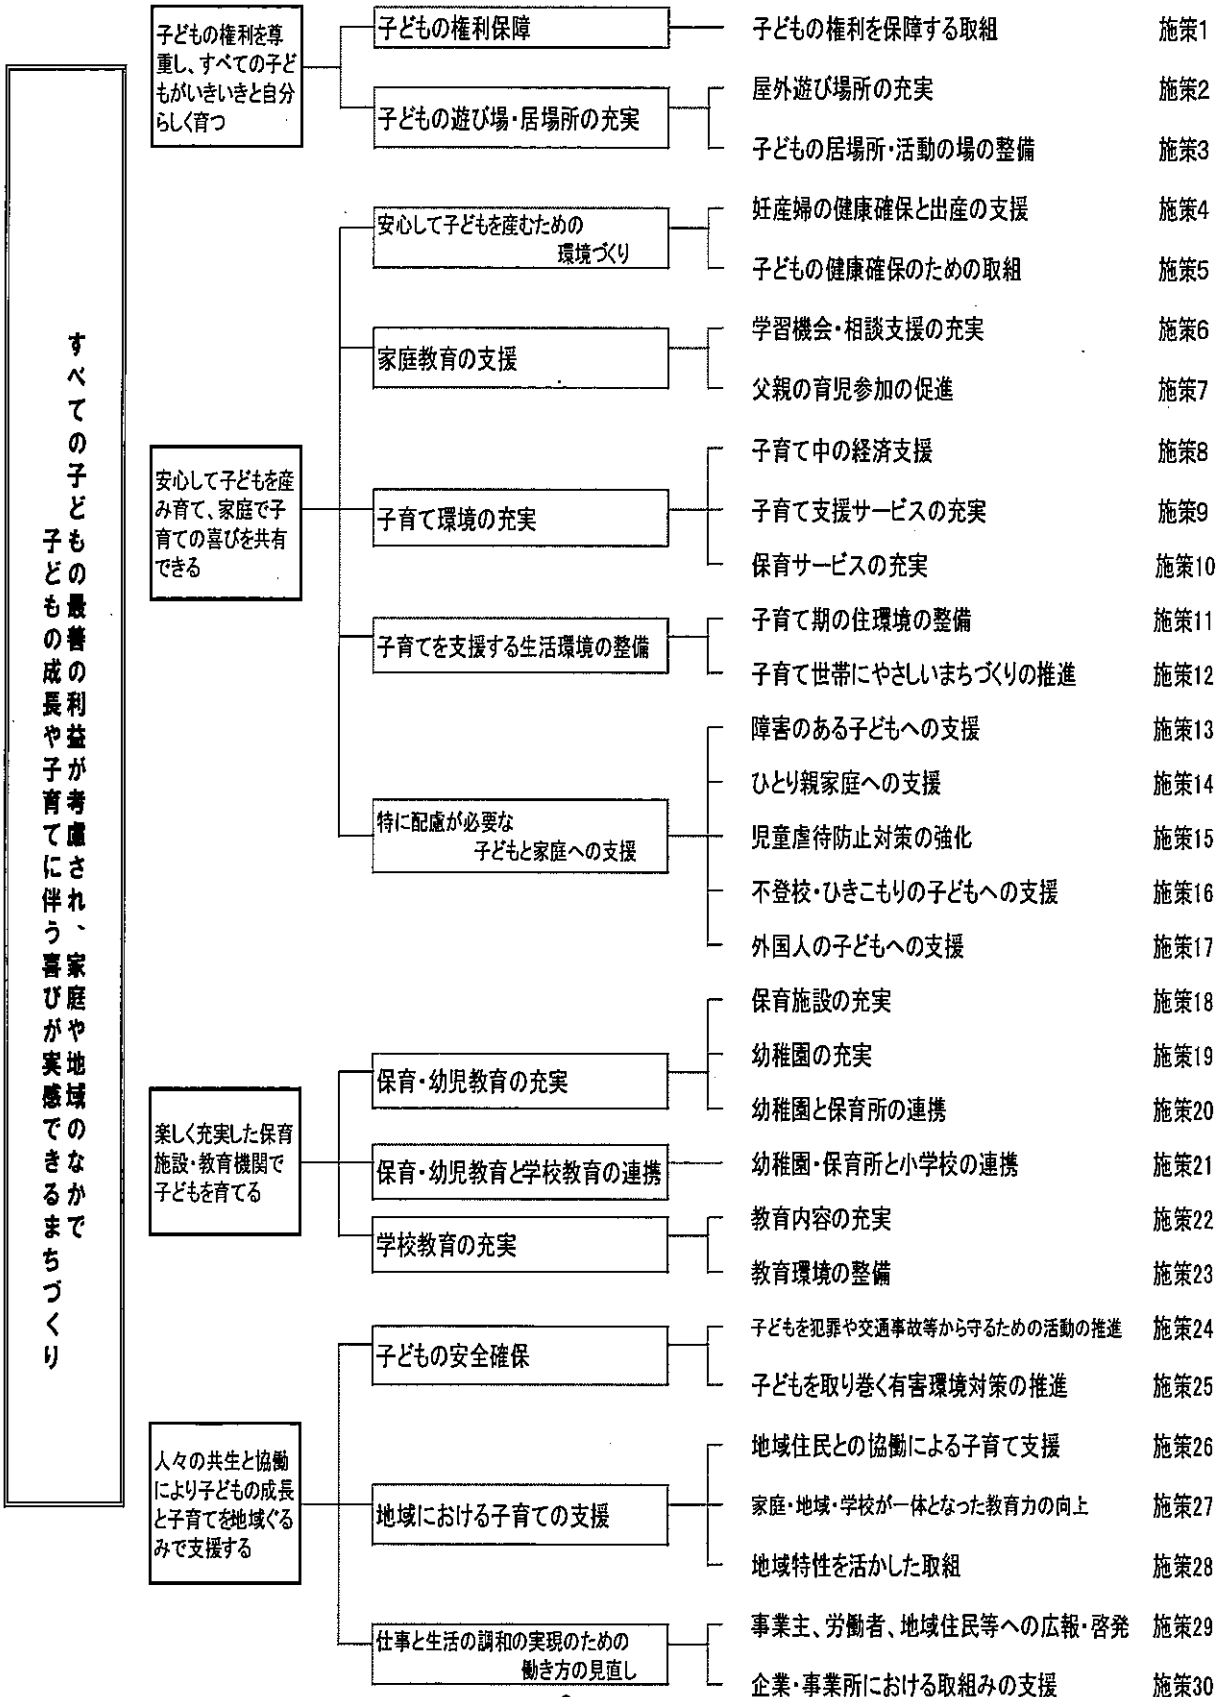 すべての子どもの最善の利益が考慮され、家庭や地域のなかで
子どもの成長や子育てに伴う喜びが実感できるまちづくり
子どもの権利を尊
重し、すべての子ど
もがいきいきと自分
らしく育つ
子どもの権利保障
子どもの権利を保障する取組 施策1
子どもの遊び場・居場所の充実
屋外遊び場所の充実 施策2
子どもの居場所・活動の場の整備 施策3
安心して子どもを産
み育て、家庭で子
育ての喜びを共有
できる
安心して子どもを産むための
環境づくり
妊産婦の健康確保と出産の支援 施策4
子どもの健康確保のための取組 施策5
家庭教育の支援
学習機会・相談支援の充実 施策6
父親の育児参加の促進 施策7
子育て環境の充実
子育て中の経済支援 施策8
子育て支援サービスの充実 施策9
保育サービスの充実 施策10
子育てを支援する生活環境の整備
子育て期の住環境の整備 施策11
子育て世帯にやさしいまちづくりの推進 施策12
特に配慮が必要な
子どもと家庭への支援
障害のある子どもへの支援 施策13
ひとり親家庭への支援 施策14
児童虐待防止対策の強化 施策15
不登校・ひきこもりの子どもへの支援 施策16
外国人の子どもへの支援 施策17
楽しく充実した保育
施設・教育機関で
子どもを育てる
保育・幼児教育の充実
保育施設の充実 施策18
幼稚園の充実 施策19
幼稚園と保育所の連携 施策20
保育・幼児教育と学校教育の連携
幼稚園・保育所と小学校の連携 施策21
学校教育の充実
教育内容の充実 施策22
教育環境の整備 施策23
人々の共生と協働
により子どもの成長
と子育てを地域ぐる
みで支援する
子どもの安全確保
子どもを犯罪や交通事故等から守るための活動の推進 施策24
子どもを取り巻く有害環境対策の推進 施策25
地域における子育ての支援
地域住民との協働による子育て支援 施策26
家庭・地域・学校が一体となった教育力の向上 施策27
地域特性を活かした取組 施策28
仕事と生活の調和の実現のための
働き方の見直し
事業主、労働者、地域住民等への広報・啓発 施策29
企業・事業所における取組みの支援 施策30